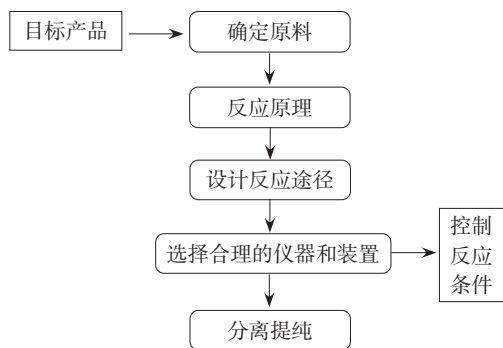 目标产品
确定原料
反应原理
设计反应途径
选择合理的仪器和装置
控制
反应
条件
分离提纯